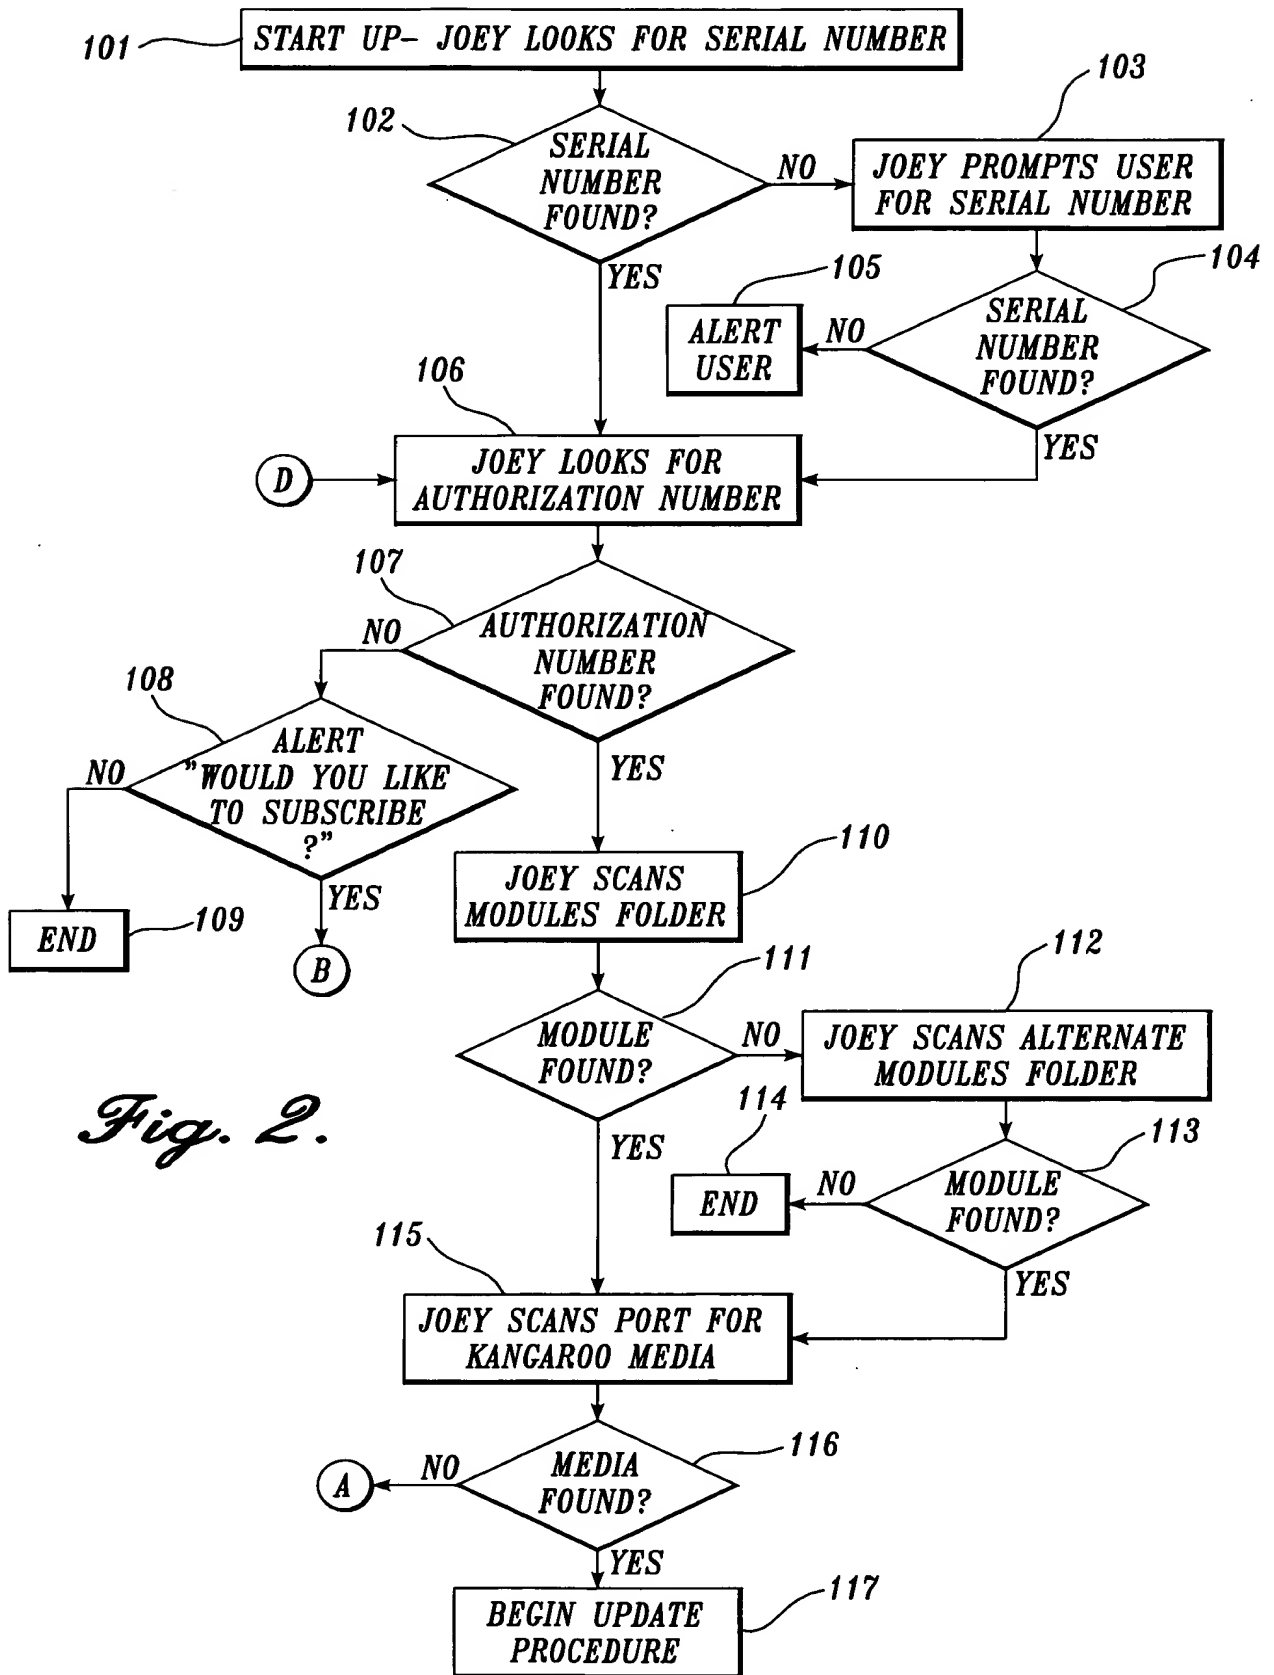 101
START UP- JOEY LOOKS FOR SERIAL NUMBER
103
102
SERIAL
NUMBER
FOUND?
NO
JOEY PROMPTS USER
FOR SERIAL NUMBER
YES
105
104
ALERT
USER
NO
SERIAL
NUMBER
FOUND?
YES
106
D
JOEY LOOKS FOR
AUTHORIZATION NUMBER
107
NO
AUTHORIZATION
NUMBER
FOUND?
YES
108
NO
ALERT
"WOULD YOU LIKE
TO SUBSCRIBE
?"
YES
END
109
B
110
JOEY SCANS
MODULES FOLDER
111
112
MODULE
FOUND?
NO
JOEY SCANS ALTERNATE
MODULES FOLDER
YES
114
113
END
NO
MODULE
FOUND?
YES
Fig. 2.
115
JOEY SCANS PORT FOR
KANGAROO MEDIA
116
A
NO
MEDIA
FOUND?
YES
117
BEGIN UPDATE
PROCEDURE